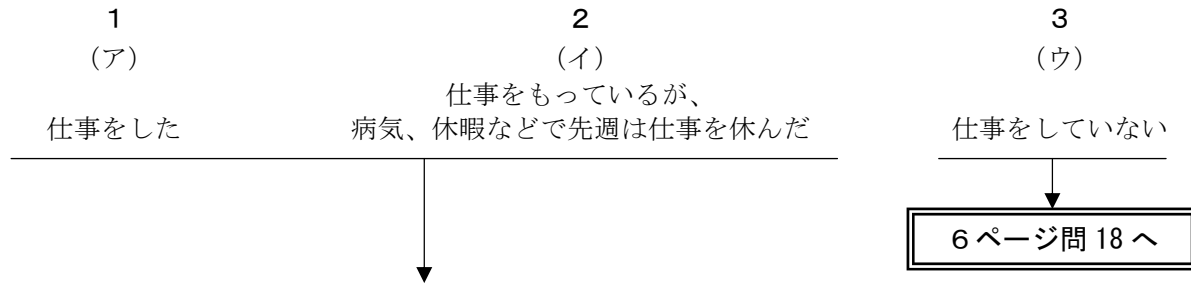 1 2 3
(ア) (イ) (ウ)
仕事をもっているが、
仕事をした 病気、休暇などで先週は仕事を休んだ 仕事をしていない
6ページ問 18 へ